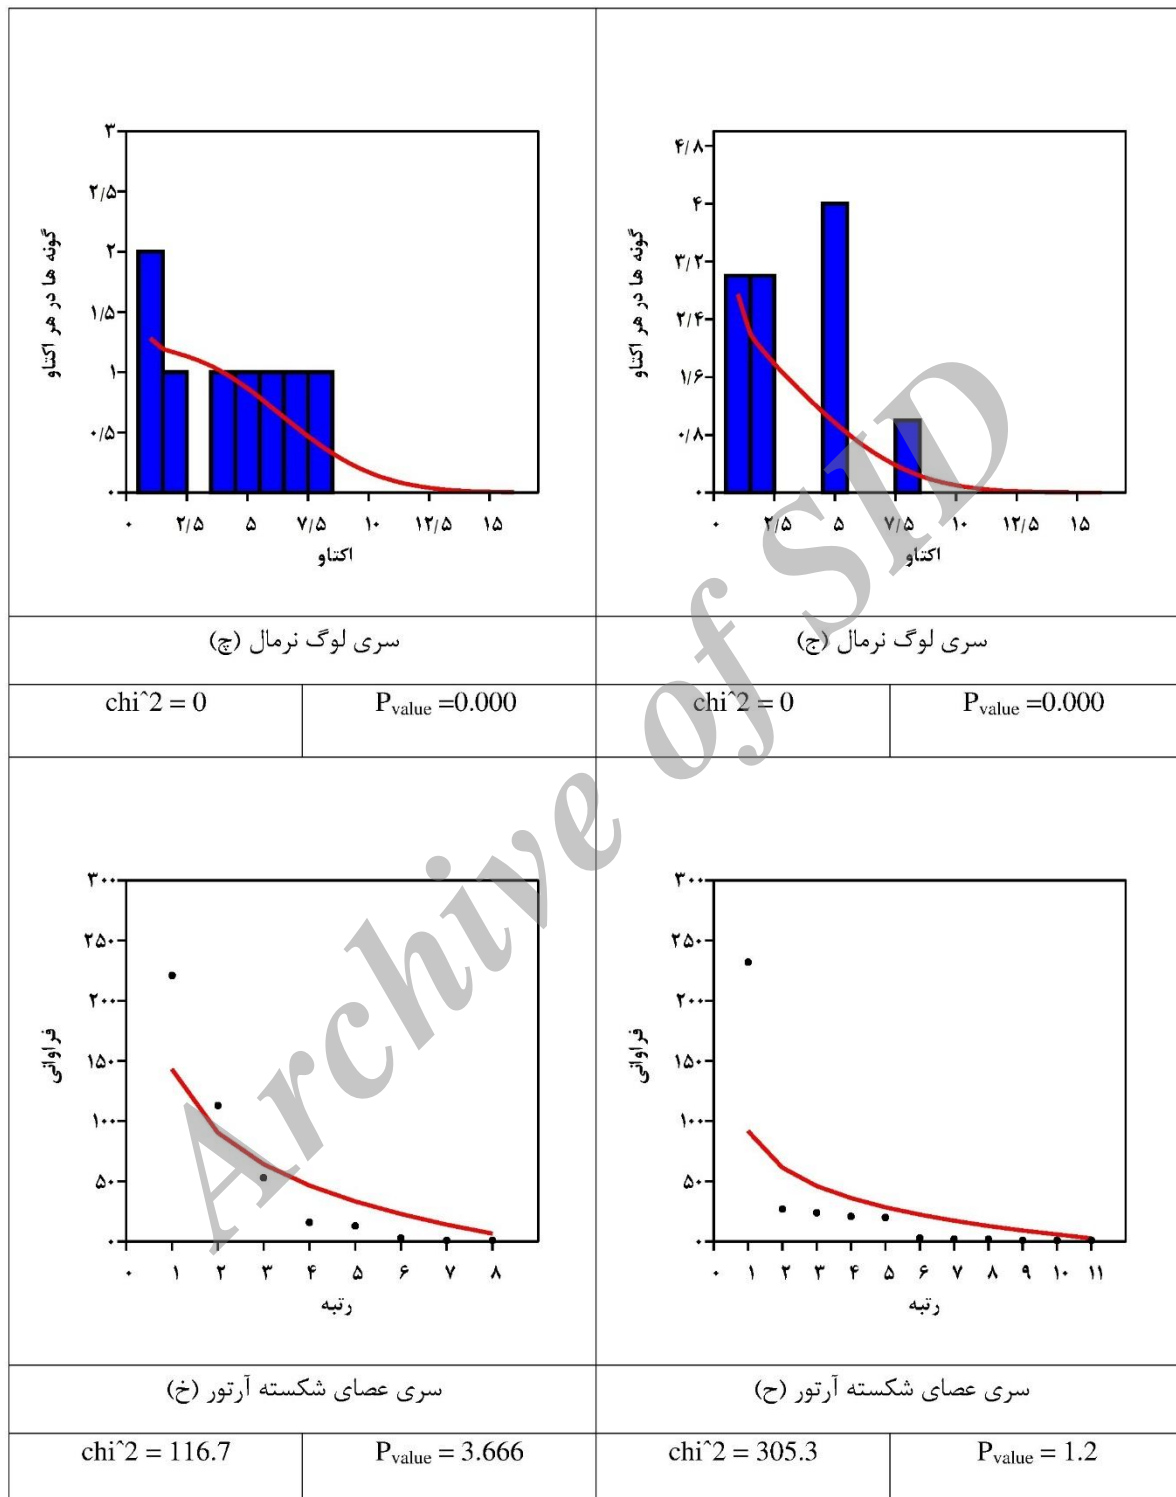 گونه ها در هر اکتاو
۴/۸
۴
۳/۲
۲/۴
۱/۶
۰/۸
۰
۰ ۲/۵ ۵ ۷/۵ ۱۰ ۱۲/۵ ۱۵
اکتاو
گونه ها در هر اکتاو
۳
۲/۵
۲
۱/۵
۱
۰/۵
۰
۰ ۲/۵ ۵ ۷/۵ ۱۰ ۱۲/۵ ۱۵
اکتاو
سری لوگ نرمال (ج)
سری لوگ نرمال (چ)
chi^2 = 0 P value =0.000
chi^2 = 0 P value =0.000
فراوانی
۳۰۰
۲۵۰
۲۰۰
۱۵۰
۱۰۰
۵۰
۰
۰ ۱ ۲ ۳ ۴ ۵ ۶ ۷ ۸ ۹ ۱۰ ۱۱
رتبه
فراوانی
۳۰۰
۲۵۰
۲۰۰
۱۵۰
۱۰۰
۵۰
۰
۰ ۱ ۲ ۳ ۴ ۵ ۶ ۷ ۸
رتبه
سری عصای شکسته آرتور (ح)
سری عصای شکسته آرتور (خ)
chi^2 = 305.3 P value = 1.2
chi^2 = 116.7 P value = 3.666
Archive of SID